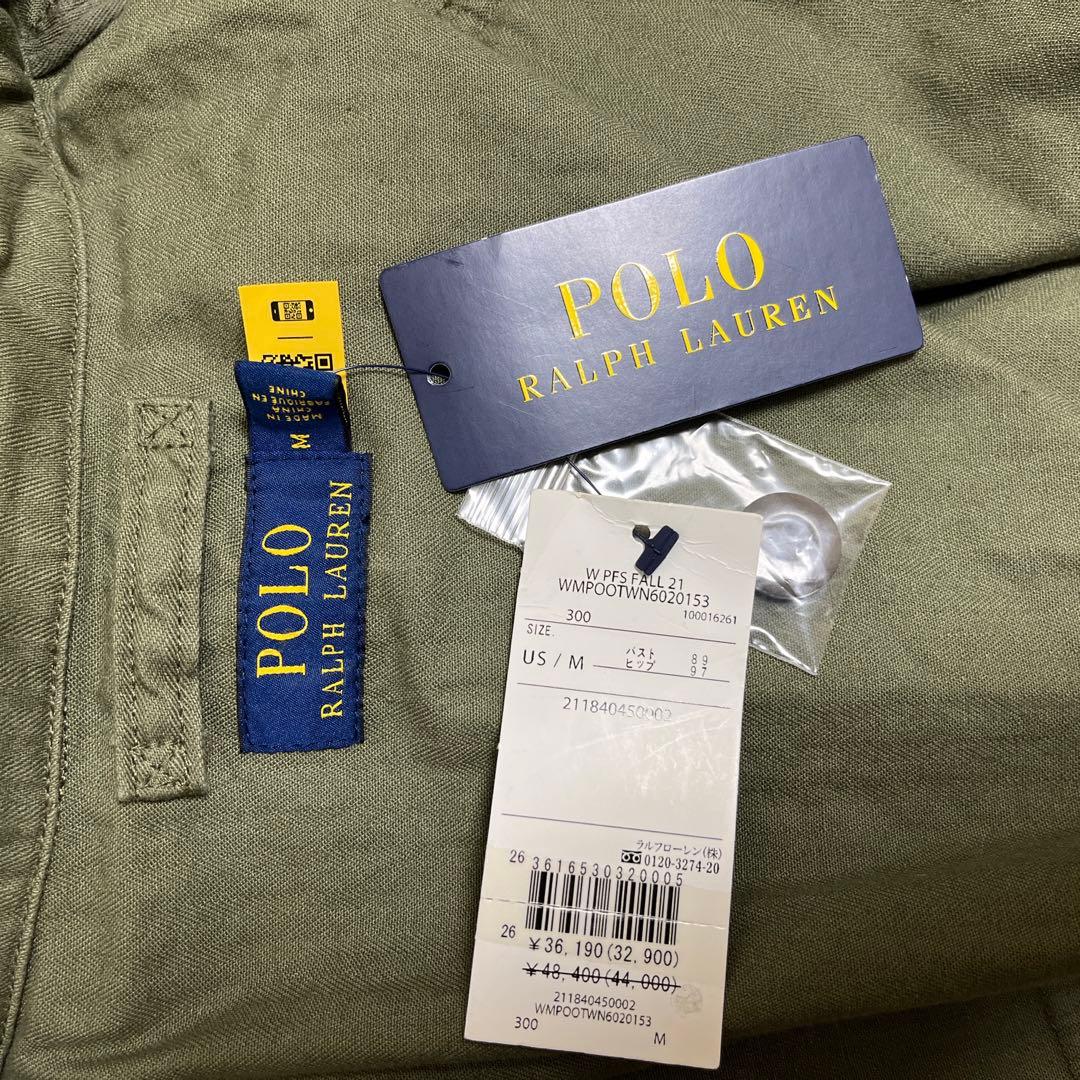 POLO
RALPH LAUREN
MADE IN
CHINA
FABRIQUE EN
CHINE
M
POLO
RALPH LAUREN
W PFS FALL 21
WMPOOTWN6020153
300 100016261
SIZE.
US / M バスト 89
ヒップ 97
211840450002
ラルフローレン(株)
0120-3274-20
26 3616530320005
26 ¥36,190(32,900)
¥48,400(44,000)
211840450002
WMPOOTWN6020153
300 M